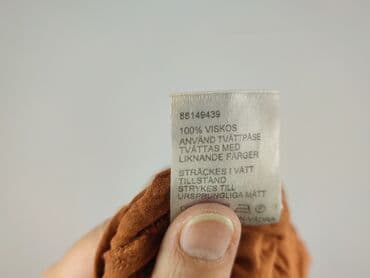 88149439
100% VISKOS
ANVÄND TVÄTTPÅSE
TVÄTTAS MED
LIKNANDE FÄRGER
STRÄCKES I VÅTT
TILLSTÅND
STRYKES TILL
URSPRUNGLIGA MÅTT